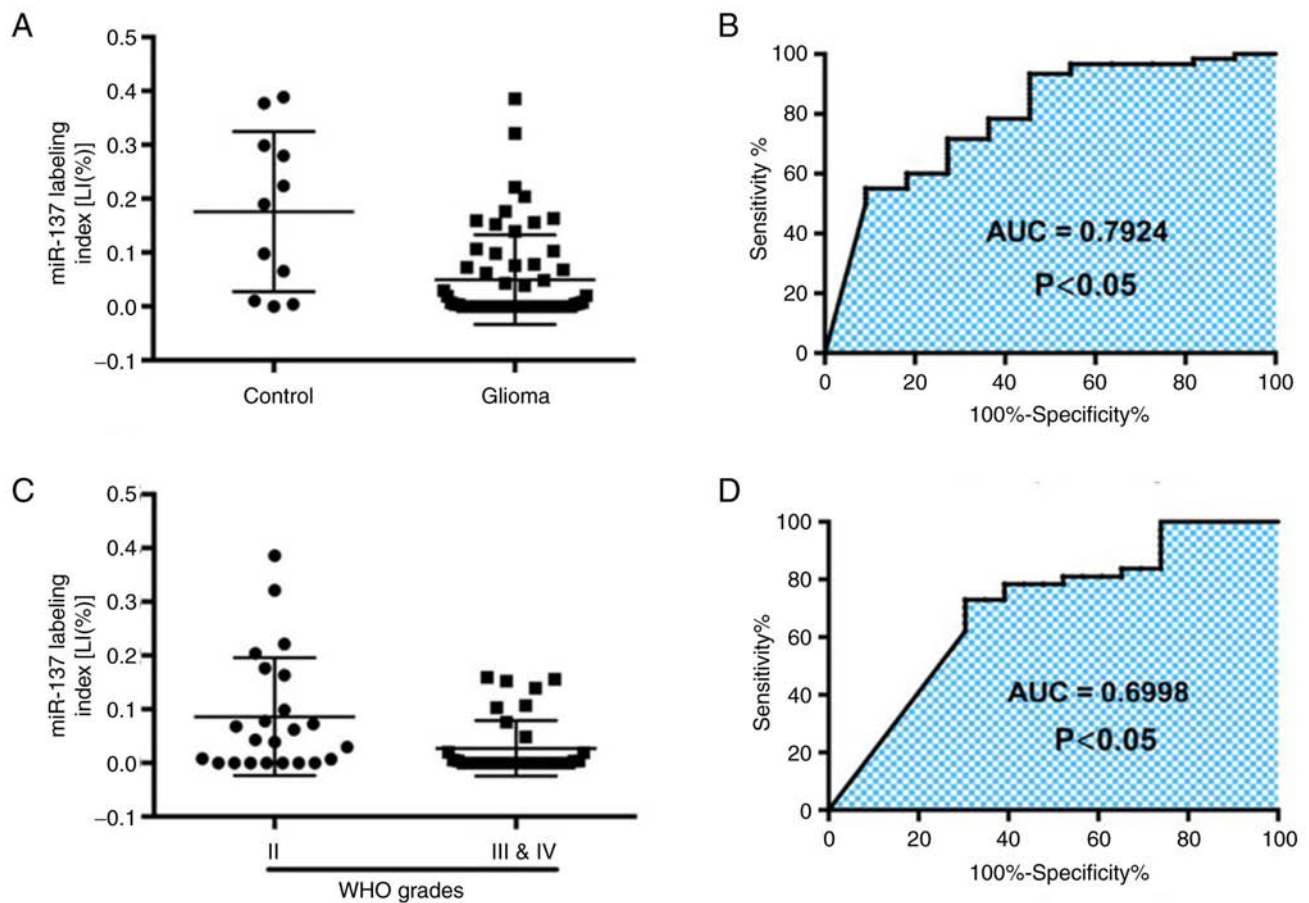 A
0.5
0.4
0.3
0.2
0.1
0.0
–0.1
miR-137 labeling
index [LI(%)]
Control
Glioma
B
100
80
60
40
20
0
Sensitivity %
AUC = 0.7924
P<0.05
0
20
40
60
80
100
100%-Specificity%
C
0.5
0.4
0.3
0.2
0.1
0.0
–0.1
miR-137 labeling
index [LI(%)]
II
III & IV
WHO grades
D
100
80
60
40
20
0
Sensitivity%
AUC = 0.6998
P<0.05
0
20
40
60
80
100
100%-Specificity%